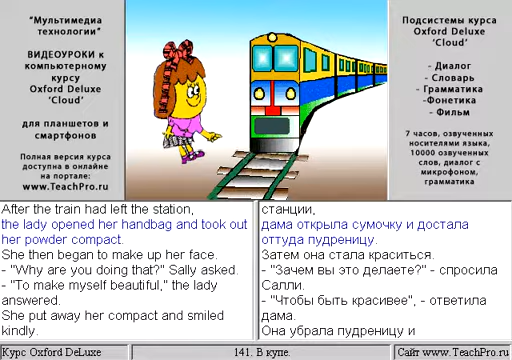 "Мультимедиа
технологии"
ВИДЕОУРОКИ к
компьютерному
курсу
Oxford Deluxe
'Cloud'
для планшетов и
смартфонов
Полная версия курса
доступна в онлайне
на портале:
www.TeachPro.ru
Подсистемы курса
Oxford Deluxe
'Cloud'
- Диалог
- Словарь
- Грамматика
-Фонетика
- Фильм
7 часов, озвученных
носителями языка,
10000 озвученных
слов, диалог с
микрофоном,
грамматика
After the train had left the station,
the lady opened her handbag and took out
her powder compact.
She then began to make up her face.
- "Why are you doing that?" Sally asked.
- "To make myself beautiful," the lady
answered.
She put away her compact and smiled
kindly.
станции,
дама открыла сумочку и достала
оттуда пудреницу.
Затем она стала краситься.
- "Зачем вы это делаете?" - спросила
Салли.
- "Чтобы быть красивее", - ответила
дама.
Она убрала пудреницу и
Курс Oxford DeLuxe
141. В купе.
Сайт www.TeachPro.ru